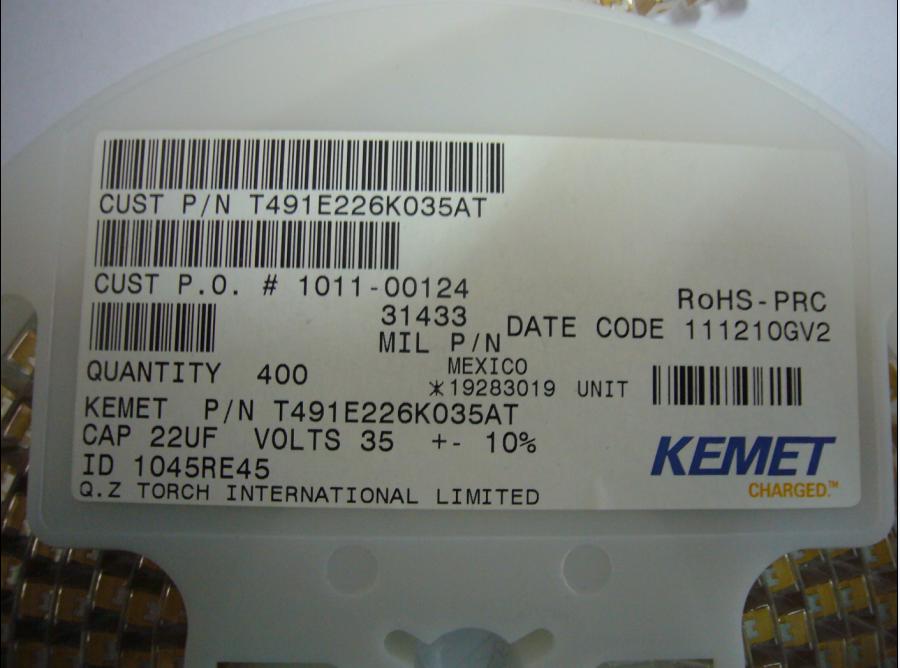 CUST P/N T491E226K035AT
CUST P.O. # 1011-00124
31433
RoHS-PRC
MIL P/N
DATE CODE 111210GV2
QUANTITY 400
MEXICO
*19283019 UNIT
KEMET P/N T491E226K035AT
CAP 22UF VOLTS 35 +- 10%
ID 1045RE45
Q.Z TORCH INTERNATIONAL LIMITED
KEMET
CHARGED.™